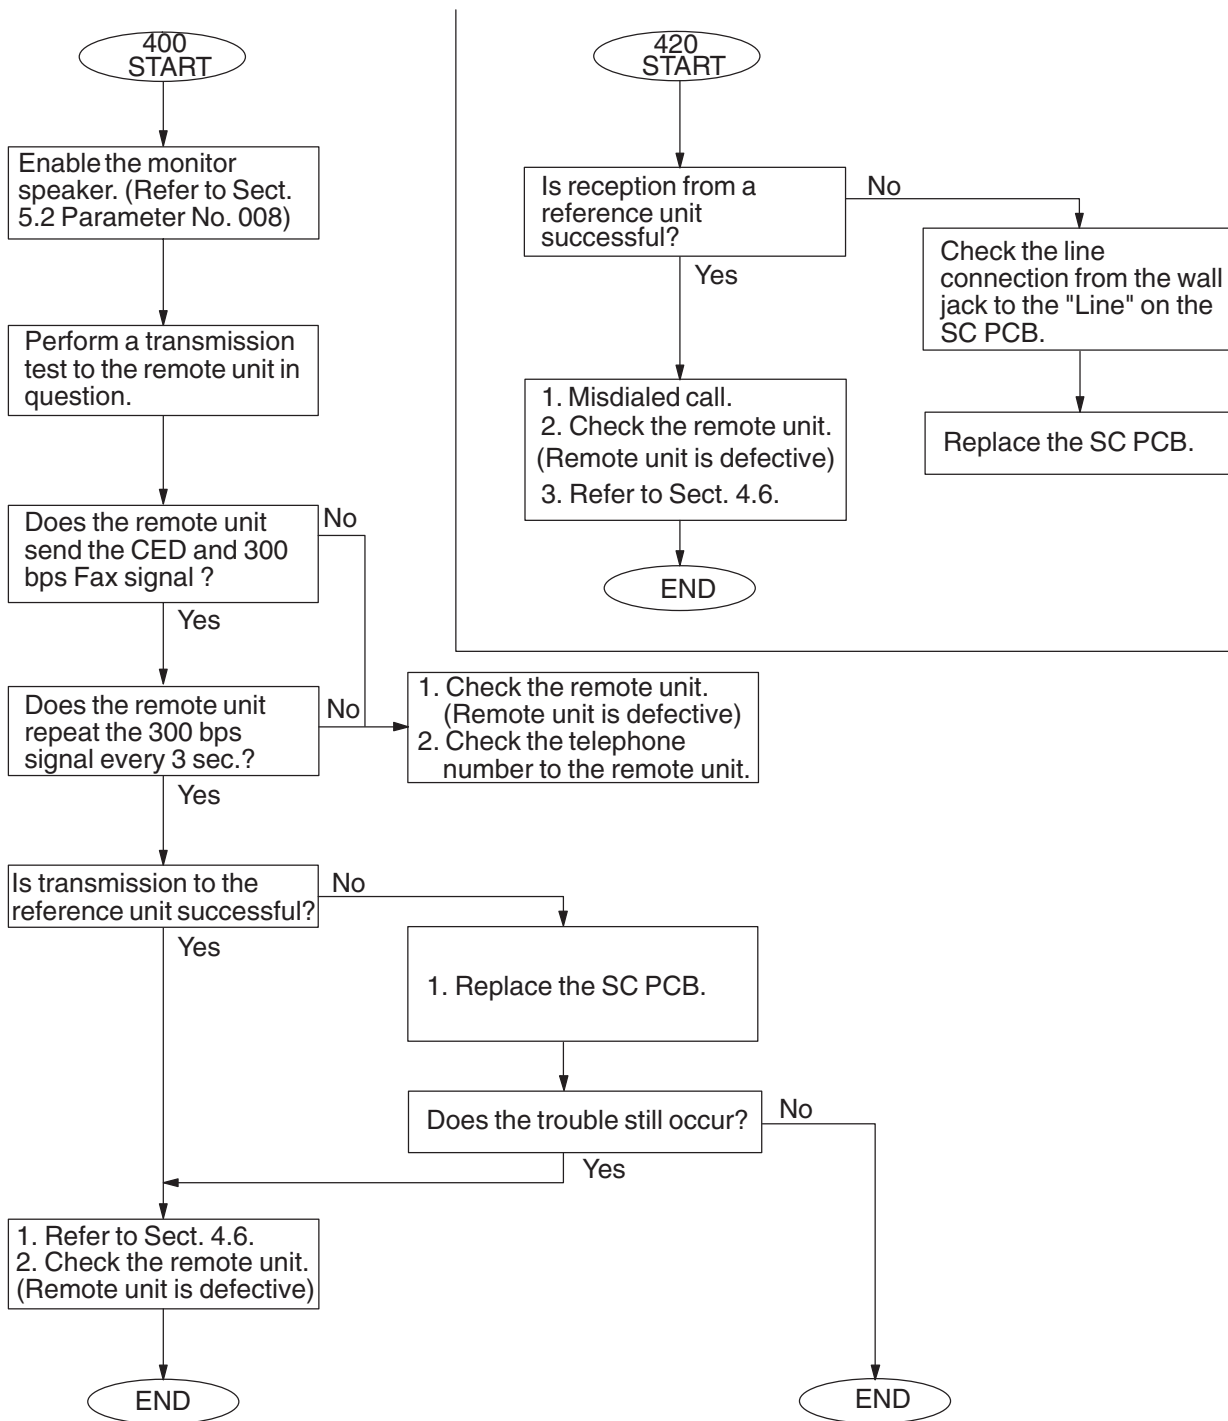 400
START
Enable the monitor
speaker. (Refer to Sect.
5.2 Parameter No. 008)
Perform a transmission
test to the remote unit in
question.
Does the remote unit
send the CED and 300
bps Fax signal ?
No
Yes
Does the remote unit
repeat the 300 bps
signal every 3 sec.?
No
Yes
1. Check the remote unit.
(Remote unit is defective)
2. Check the telephone
number to the remote unit.
Is transmission to the
reference unit successful?
No
Yes
1. Replace the SC PCB.
Does the trouble still occur?
No
Yes
1. Refer to Sect. 4.6.
2. Check the remote unit.
(Remote unit is defective)
END
END
420
START
Is reception from a
reference unit
successful?
No
Yes
Check the line
connection from the wall
jack to the "Line" on the
SC PCB.
Replace the SC PCB.
1. Misdialed call.
2. Check the remote unit.
(Remote unit is defective)
3. Refer to Sect. 4.6.
END